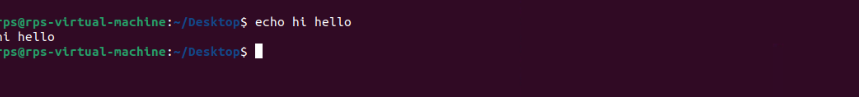 rps@rps-virtual-machine:~/Desktop$ echo hi hello
hi hello
rps@rps-virtual-machine:~/Desktop$